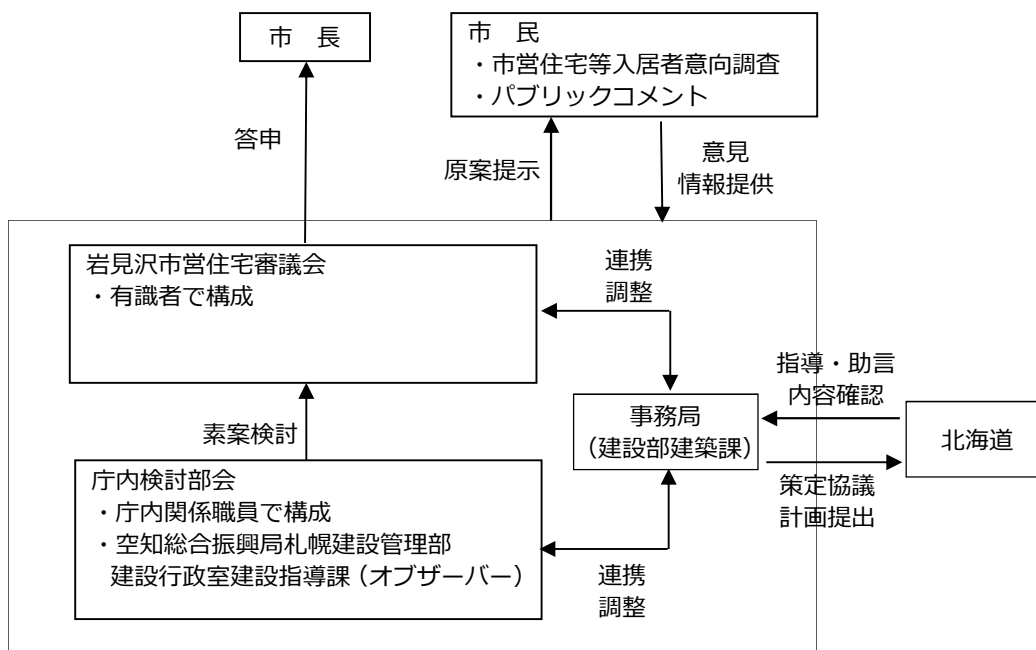 市　長
市　民
・市営住宅等入居者意向調査
・パブリックコメント
答申
原案提示
意見
情報提供
岩見沢市営住宅審議会
・有識者で構成
連携
調整
指導・助言
内容確認
事務局
（建設部建築課）
北海道
策定協議
計画提出
素案検討
庁内検討部会
・庁内関係職員で構成
・空知総合振興局札幌建設管理部
建設行政室建設指導課（オブザーバー）
連携
調整